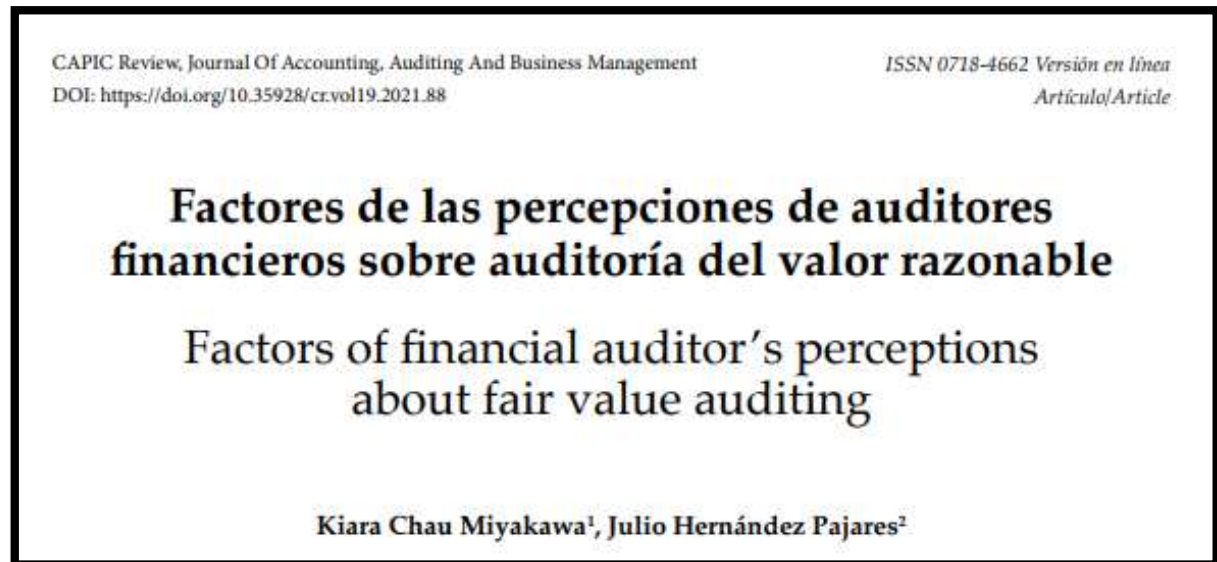 CAPIC Review, Journal Of Accounting, Auditing And Business Management
ISSN 0718-4662 Versión en línea
DOI: https://doi.org/10.35928/cr.vol19.2021.88
Artículo/Article
Factores de las percepciones de auditores
financieros sobre auditoría del valor razonable
Factors of financial auditor's perceptions
about fair value auditing
Kiara Chau Miyakawa¹, Julio Hernández Pajares²